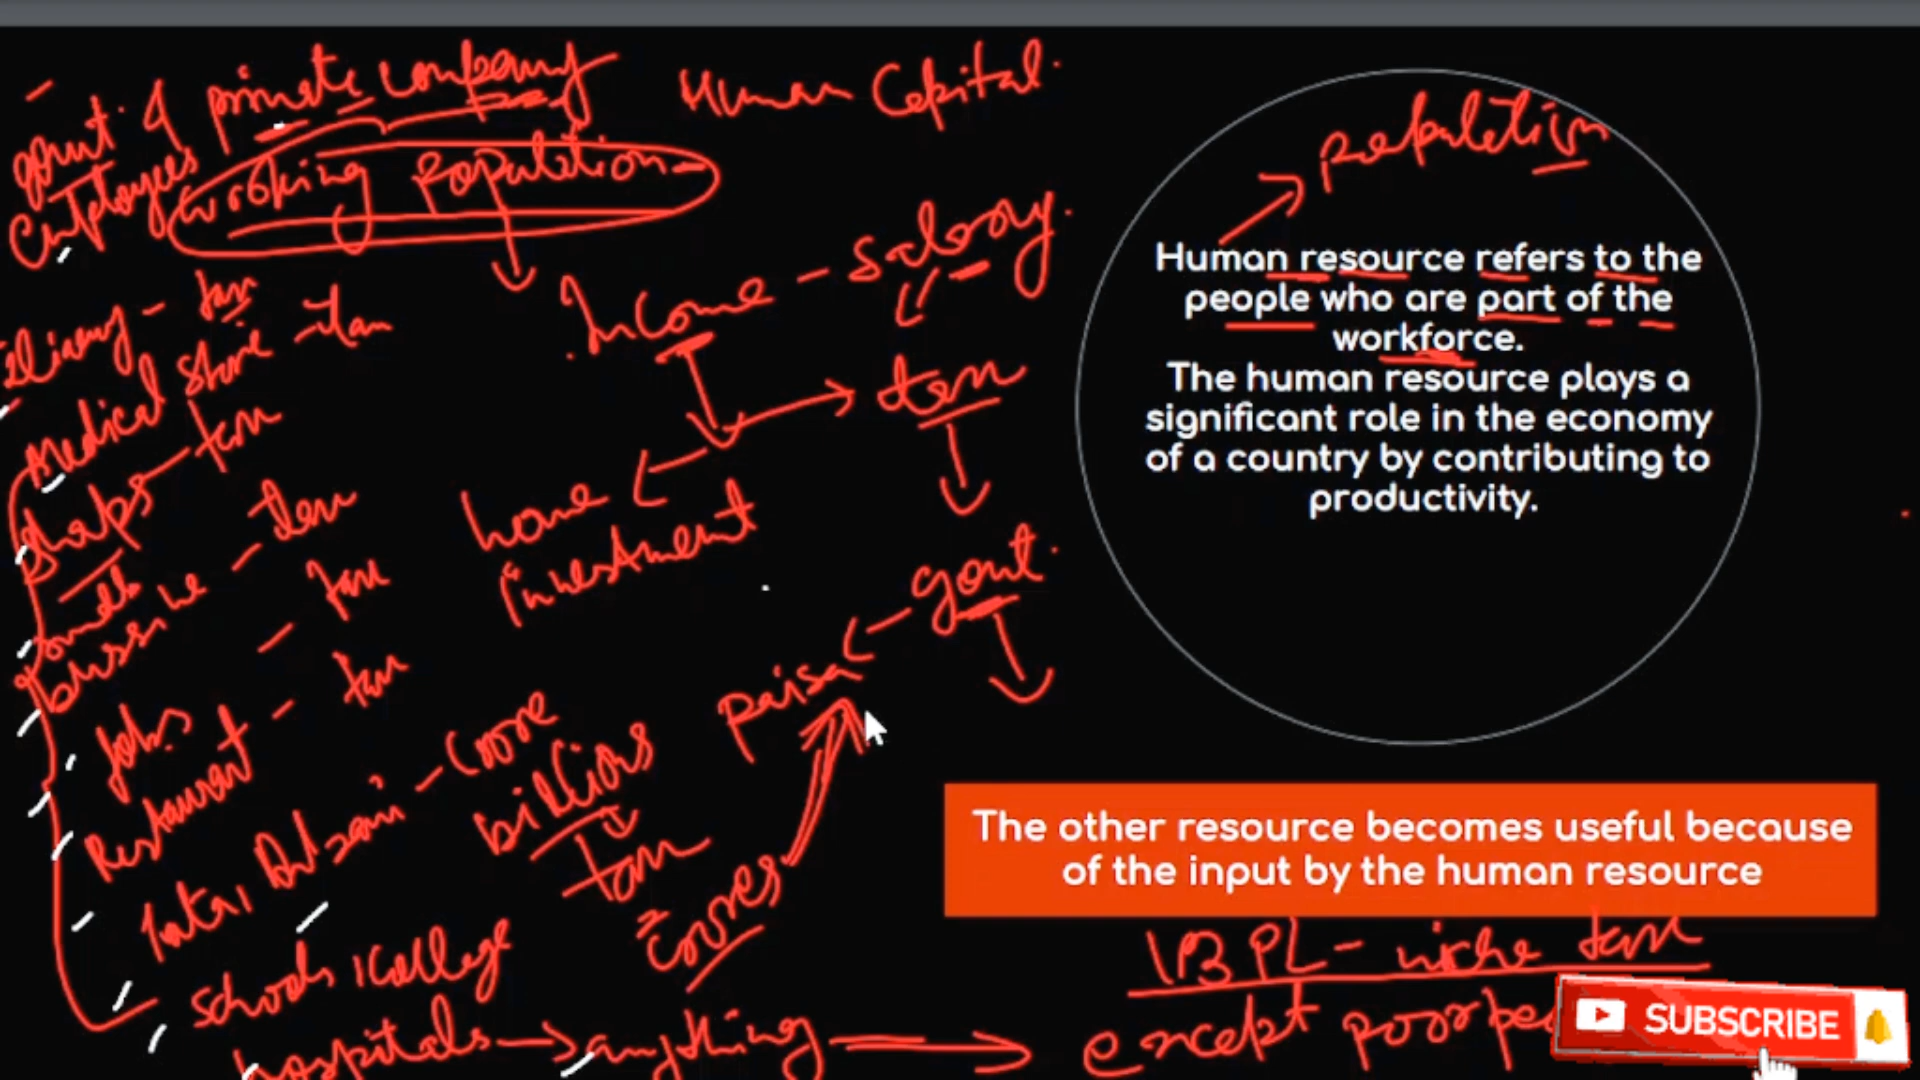 govt. & private company
Employees
working population
Human Capital.
Income - salary.
tax
home
investment
govt.
paisa
- tax
Medical store - tax
shops - tax
small
- tax
Jobs - tax
Restaurant - tax
Tata, - crore
billions
tax
crores
schools, college
hospitals → anything
population
Human resource refers to the
people who are part of the
workforce.
The human resource plays a
significant role in the economy
of a country by contributing to
productivity.
The other resource becomes useful because
of the input by the human resource
BPL - tax
except poor
SUBSCRIBE